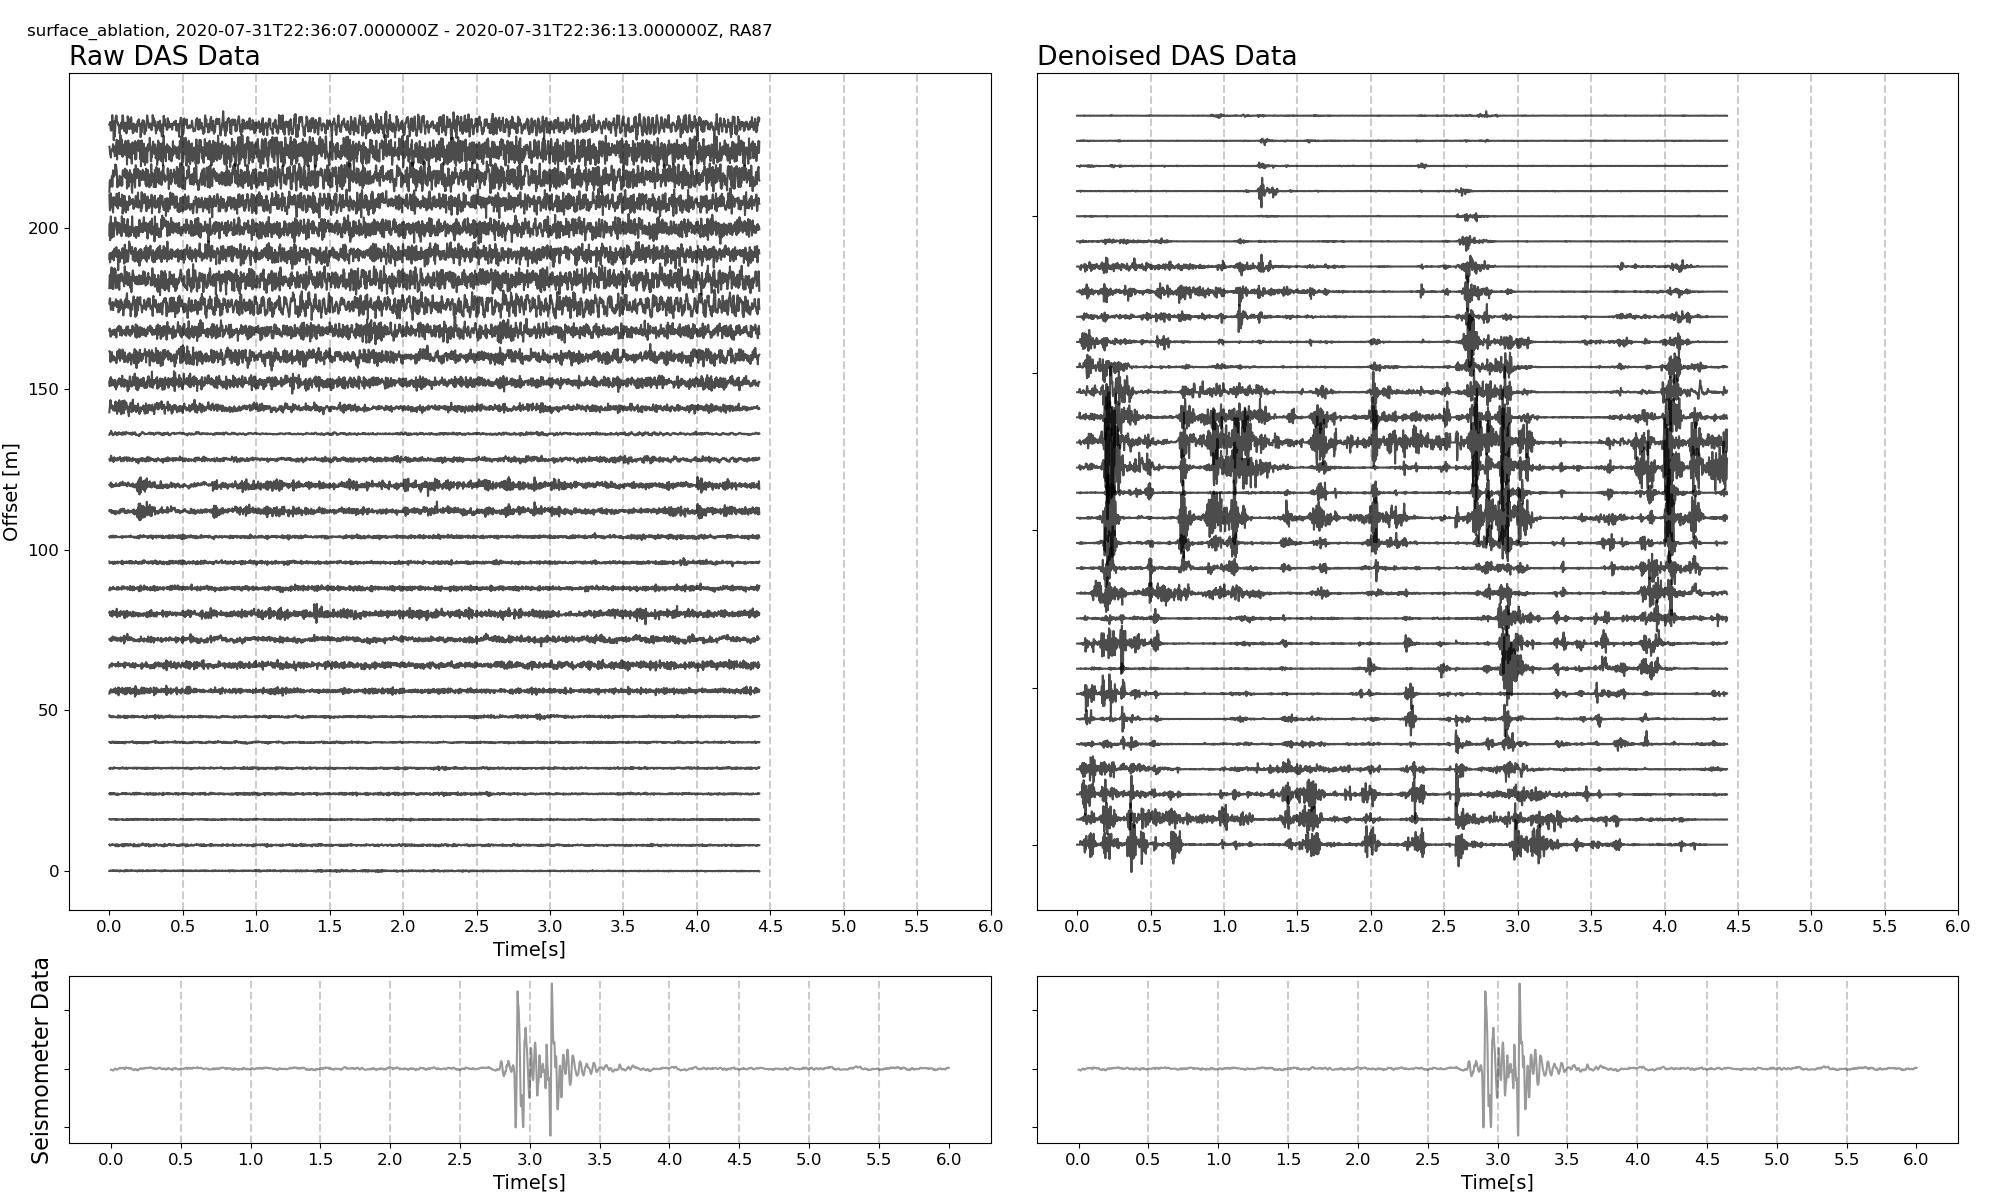 surface_ablation, 2020-07-31T22:36:07.000000Z - 2020-07-31T22:36:13.000000Z, RA87
Raw DAS Data
Denoised DAS Data
Offset [m]
200
150
100
50
0
0.0 0.5 1.0 1.5 2.0 2.5 3.0 3.5 4.0 4.5 5.0 5.5 6.0
Time[s]
0.0 0.5 1.0 1.5 2.0 2.5 3.0 3.5 4.0 4.5 5.0 5.5 6.0
Seismometer Data
0.0 0.5 1.0 1.5 2.0 2.5 3.0 3.5 4.0 4.5 5.0 5.5 6.0
Time[s]
0.0 0.5 1.0 1.5 2.0 2.5 3.0 3.5 4.0 4.5 5.0 5.5 6.0
Time[s]